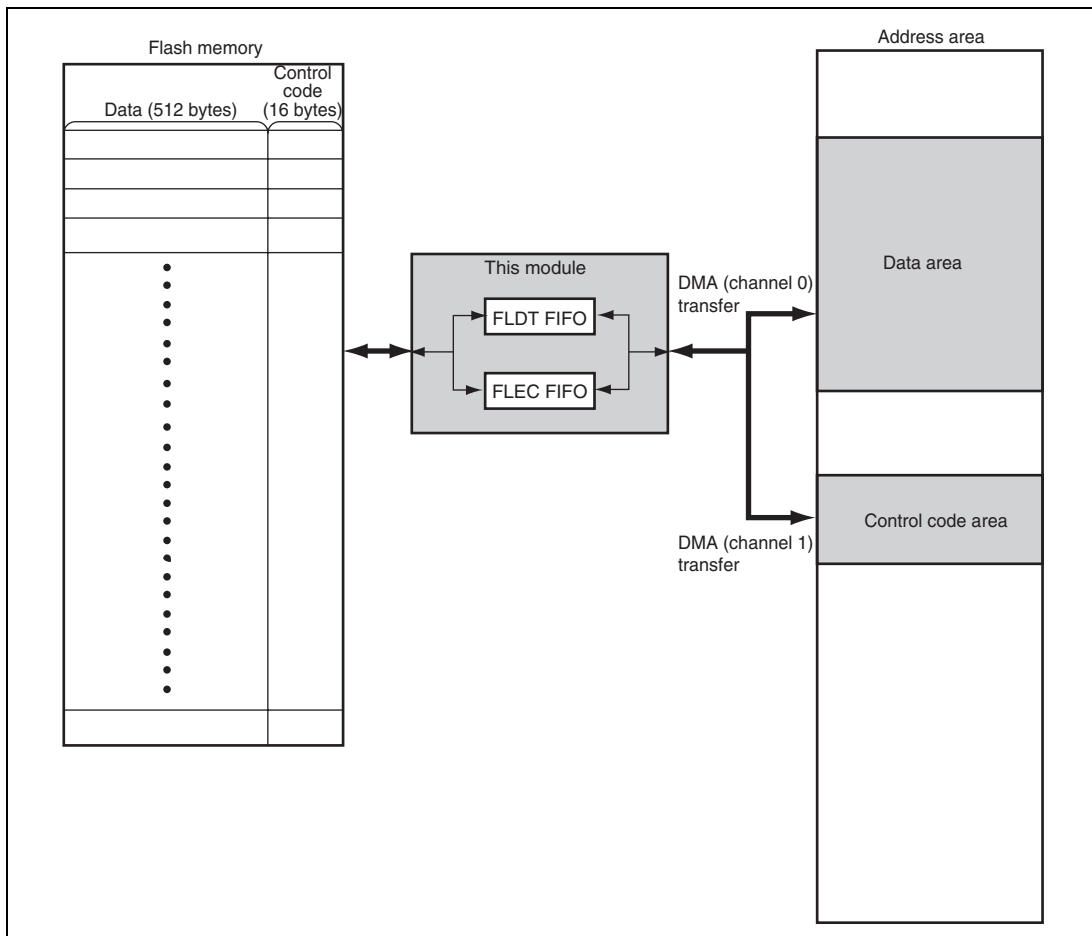 Flash memory
Control
code
Data (512 bytes) (16 bytes)
This module
FLDT FIFO
FLEC FIFO
DMA (channel 0)
transfer
DMA (channel 1)
transfer
Address area
Data area
Control code area